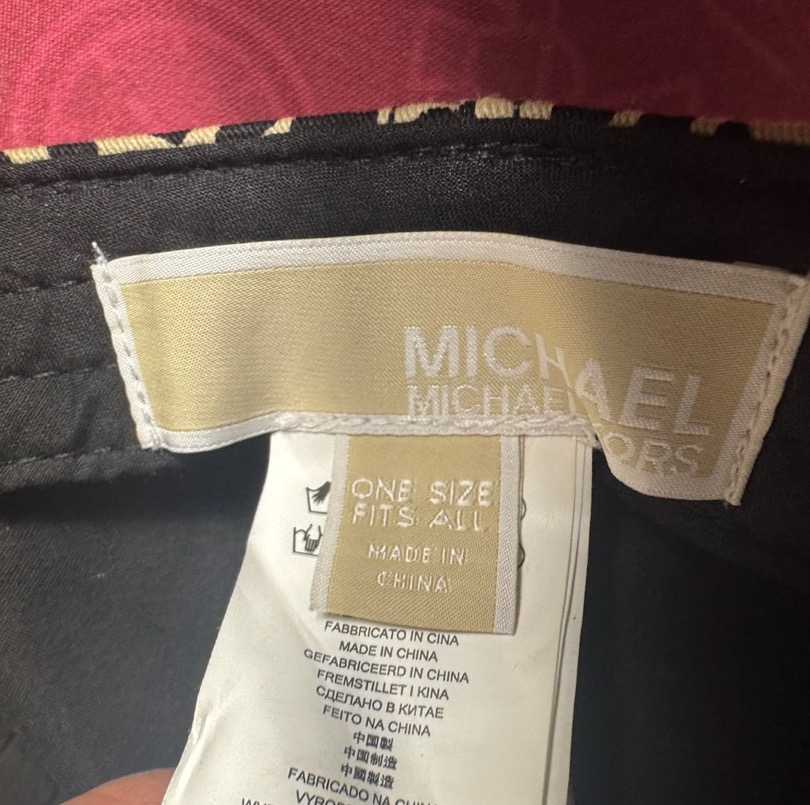 MICHAEL
MICHAEL KORS
ONE SIZE
FITS ALL
MADE IN
CHINA
FABBRICATO IN CINA
MADE IN CHINA
GEFABRICEERD IN CHINA
FREMSTILLET I KINA
СДЕЛАНО В КИТАЕ
FEITO NA CHINA
中国製
中国制造
中國製造
FABRICADO NA